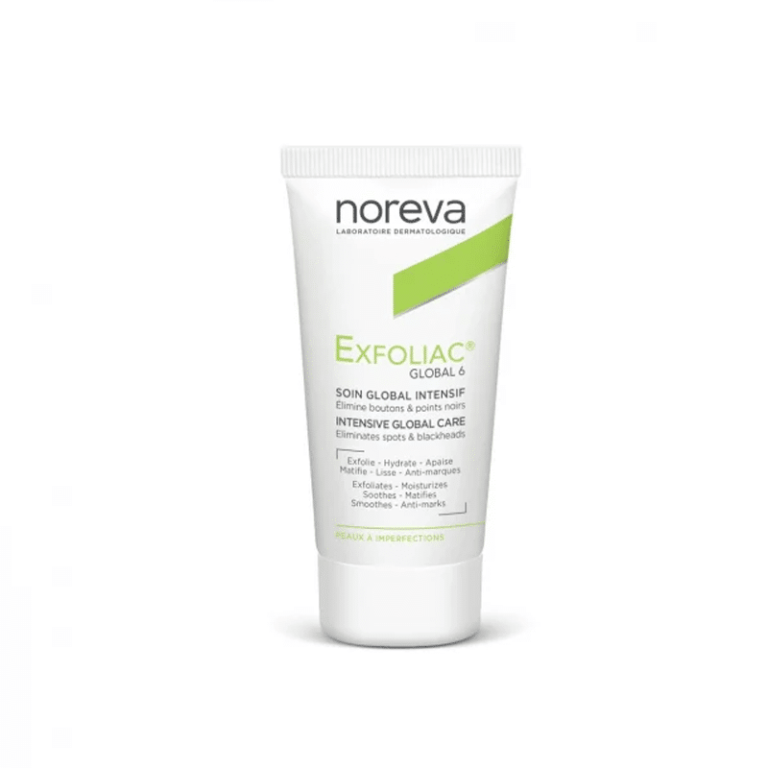 noreva
LABORATOIRE DERMATOLOGIQUE
EXFOLIAC®
GLOBAL 6
SOIN GLOBAL INTENSIF
Élimine boutons & points noirs
INTENSIVE GLOBAL CARE
Eliminates spots & blackheads
Exfolie - Hydrate - Apaise
Matifie - Lisse - Anti-marques
Exfoliates - Moisturizes
Soothes - Matifies
Smoothes - Anti-marks
PEAUX À IMPERFECTIONS